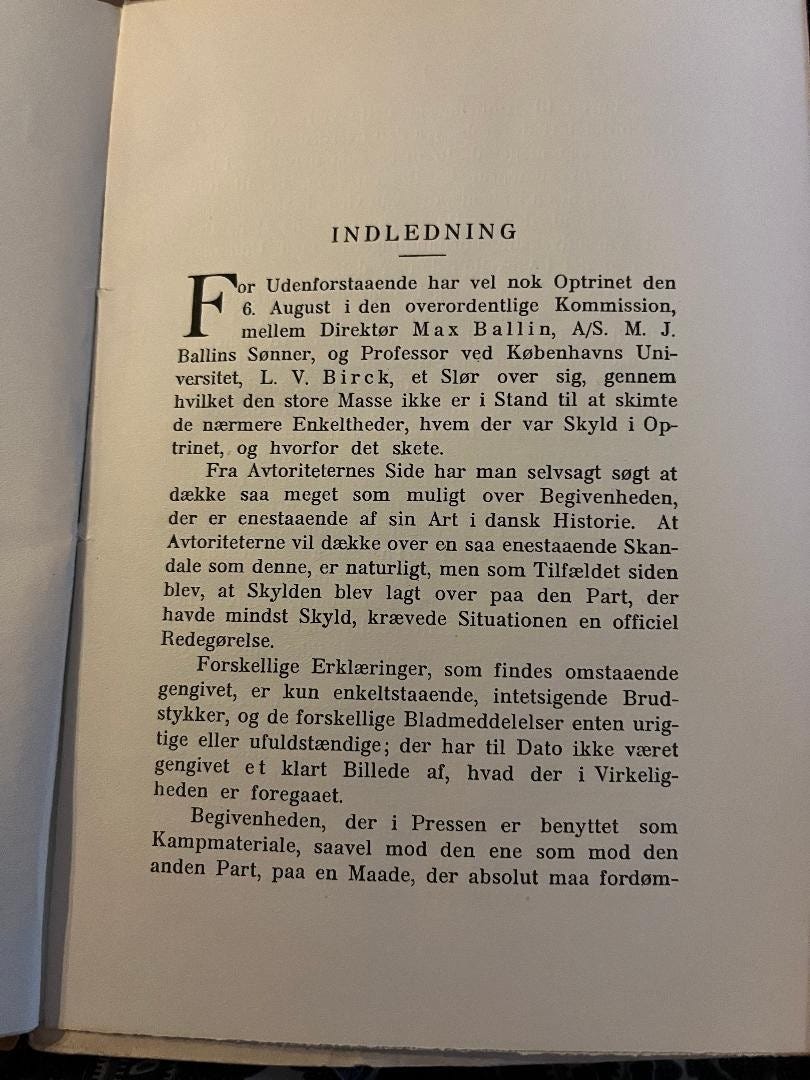 INDLEDNING
For Udenforstaaende har vel nok Optrinet den
6. August i den overordentlige Kommission,
mellem Direktør Max Ballin, A/S. M. J.
Ballins Sønner, og Professor ved Københavns Uni-
versitet, L. V. Birck, et Slør over sig, gennem
hvilket den store Masse ikke er i Stand til at skimte
de nærmere Enkeltheder, hvem der var Skyld i Op-
trinet, og hvorfor det skete.
Fra Avtoriteternes Side har man selvsagt søgt at
dække saa meget som muligt over Begivenheden,
der er enestaaende af sin Art i dansk Historie. At
Avtoriteterne vil dække over en saa enestaaende Skan-
dale som denne, er naturligt, men som Tilfældet siden
blev, at Skylden blev lagt over paa den Part, der
havde mindst Skyld, krævede Situationen en officiel
Redegørelse.
Forskellige Erklæringer, som findes omstaaende
gengivet, er kun enkeltstaaende, intetsigende Brud-
stykker, og de forskellige Bladmeddelelser enten urig-
tige eller ufuldstændige; der har til Dato ikke været
gengivet et klart Billede af, hvad der i Virkelig-
heden er foregaaet.
Begivenheden, der i Pressen er benyttet som
Kampmateriale, saavel mod den ene som mod den
anden Part, paa en Maade, der absolut maa fordøm-